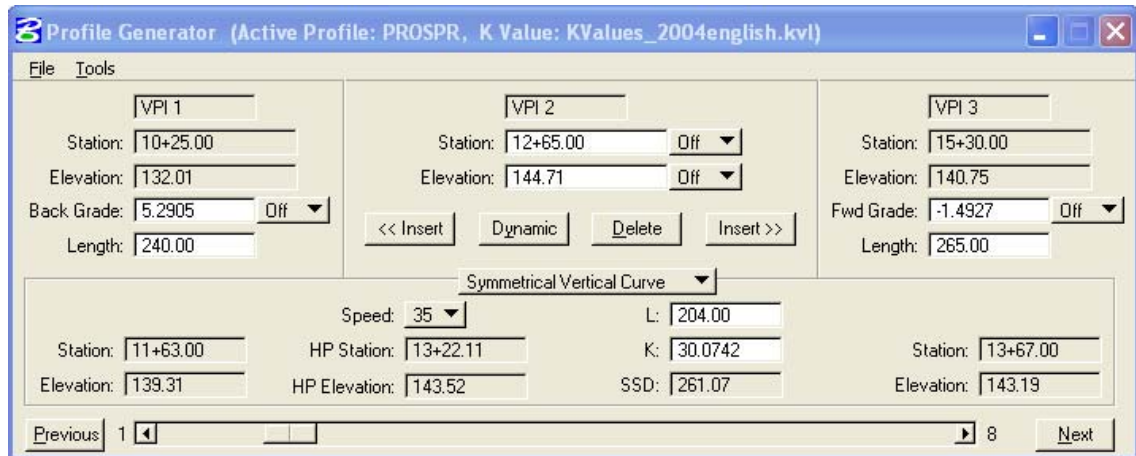 Profile Generator (Active Profile: PROSPR, K Value: KValues_2004english.kvl)
File Tools
VPI 1 VPI 2 VPI 3
Station: 10+25.00 Station: 12+65.00 Off Station: 15+30.00
Elevation: 132.01 Elevation: 144.71 Off Elevation: 140.75
Back Grade: 5.2905 Off Fwd Grade: -1.4927 Off
<< Insert Dynamic Delete Insert >>
Length: 240.00 Length: 265.00
Symmetrical Vertical Curve
Speed: 35 L: 204.00
Station: 11+63.00 HP Station: 13+22.11 K: 30.0742 Station: 13+67.00
Elevation: 139.31 HP Elevation: 143.52 SSD: 261.07 Elevation: 143.19
Previous 1 8 Next